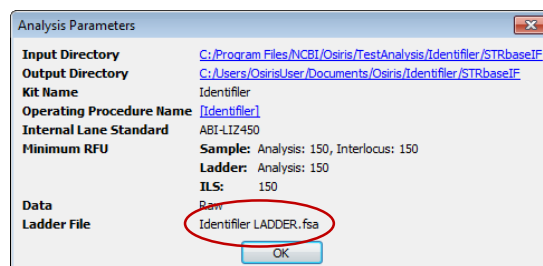 Analysis Parameters
Input Directory C:/Program Files/NCBI/Osiris/TestAnalysis/Identifiler/STRbaseIF
Output Directory C:/Users/OsirisUser/Documents/Osiris/Identifiler/STRbaseIF
Kit Name Identifiler
Operating Procedure Name [Identifiler]
Internal Lane Standard ABI-LIZ450
Minimum RFU Sample: Analysis: 150, Interlocus: 150
Ladder: Analysis: 150
ILS: 150
Data Raw
Ladder File Identifiler LADDER.fsa
OK